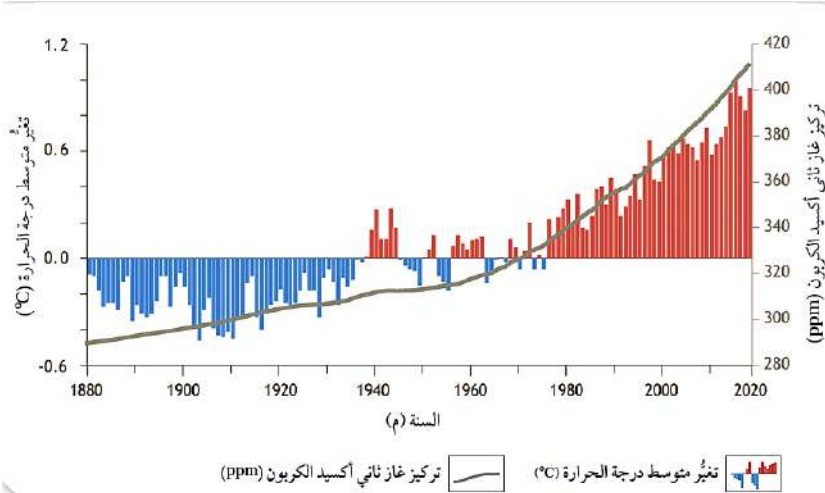 تغيُّر متوسط درجة الحرارة (°C)
1.2
0.6
0.0
-0.6
420
400
380
360
340
320
300
280
تركيز غاز ثاني أكسيد الكربون (ppm)
1880 1900 1920 1940 1960 1980 2000 2020
السنة (م)
تغيُّر متوسط درجة الحرارة (°C)
تركيز غاز ثاني أكسيد الكربون (ppm)